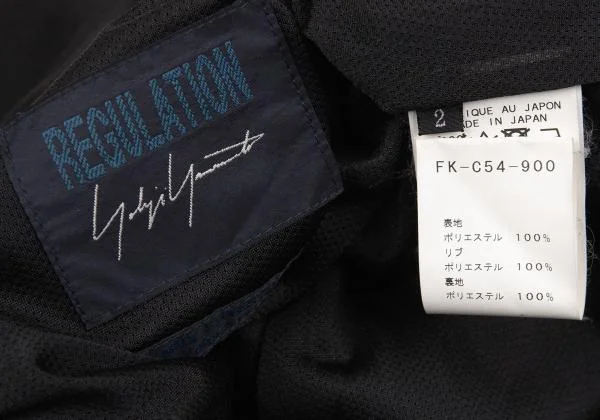 REGULATION
Yohji Yamamoto
2
IQUE AU JAPON
DE IN JAPAN
FK-C54-900
表地
ポリエステル 100%
リブ
ポリエステル 100%
裏地
ポリエステル 100%